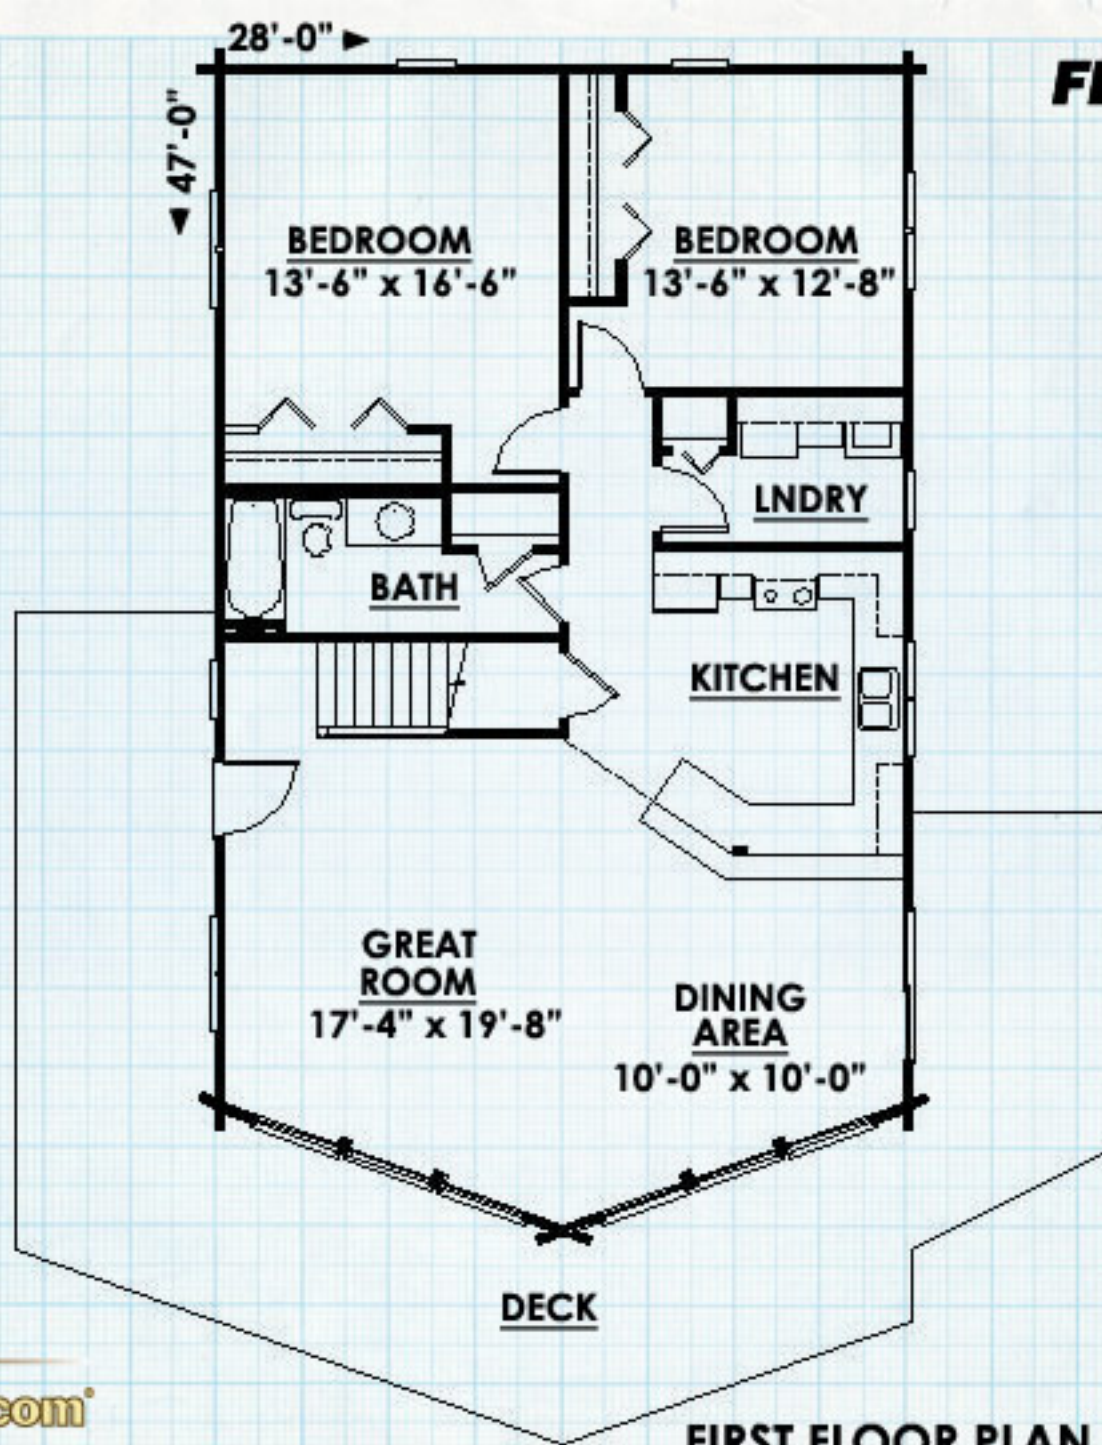 28'-0"
47'-0"
BEDROOM
13'-6" x 16'-6"
BEDROOM
13'-6" x 12'-8"
LNDRY
BATH
KITCHEN
GREAT
ROOM
17'-4" x 19'-8"
DINING
AREA
10'-0" x 10'-0"
DECK
.com
FIRST FLOOR PLAN